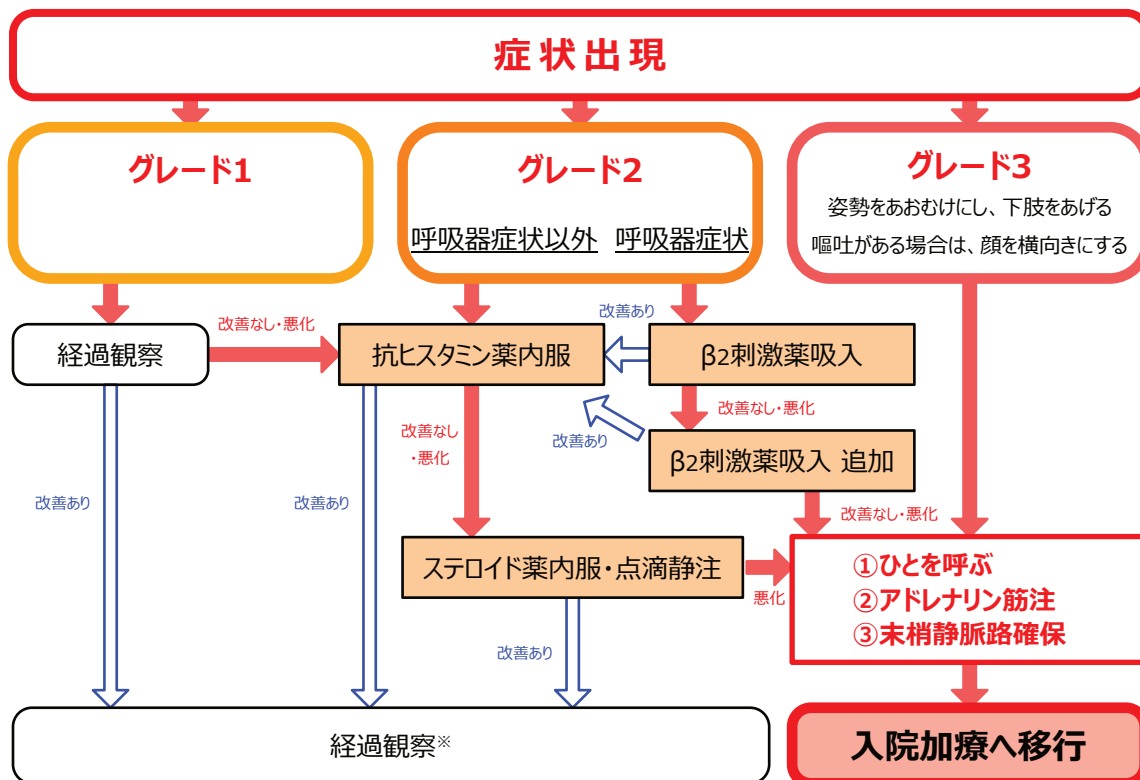 症状出現
グレード1
グレード2
呼吸器症状以外 呼吸器症状
グレード3
姿勢をあおむけにし、下肢をあげる
嘔吐がある場合は、顔を横向きにする
経過観察
改善なし・悪化
抗ヒスタミン薬内服
改善あり
β2刺激薬吸入
改善なし・悪化
改善あり
β2刺激薬吸入 追加
改善なし
・悪化
改善なし・悪化
改善あり
改善あり
ステロイド薬内服・点滴静注
悪化
①ひとを呼ぶ
②アドレナリン筋注
③末梢静脈路確保
改善あり
経過観察※
入院加療へ移行